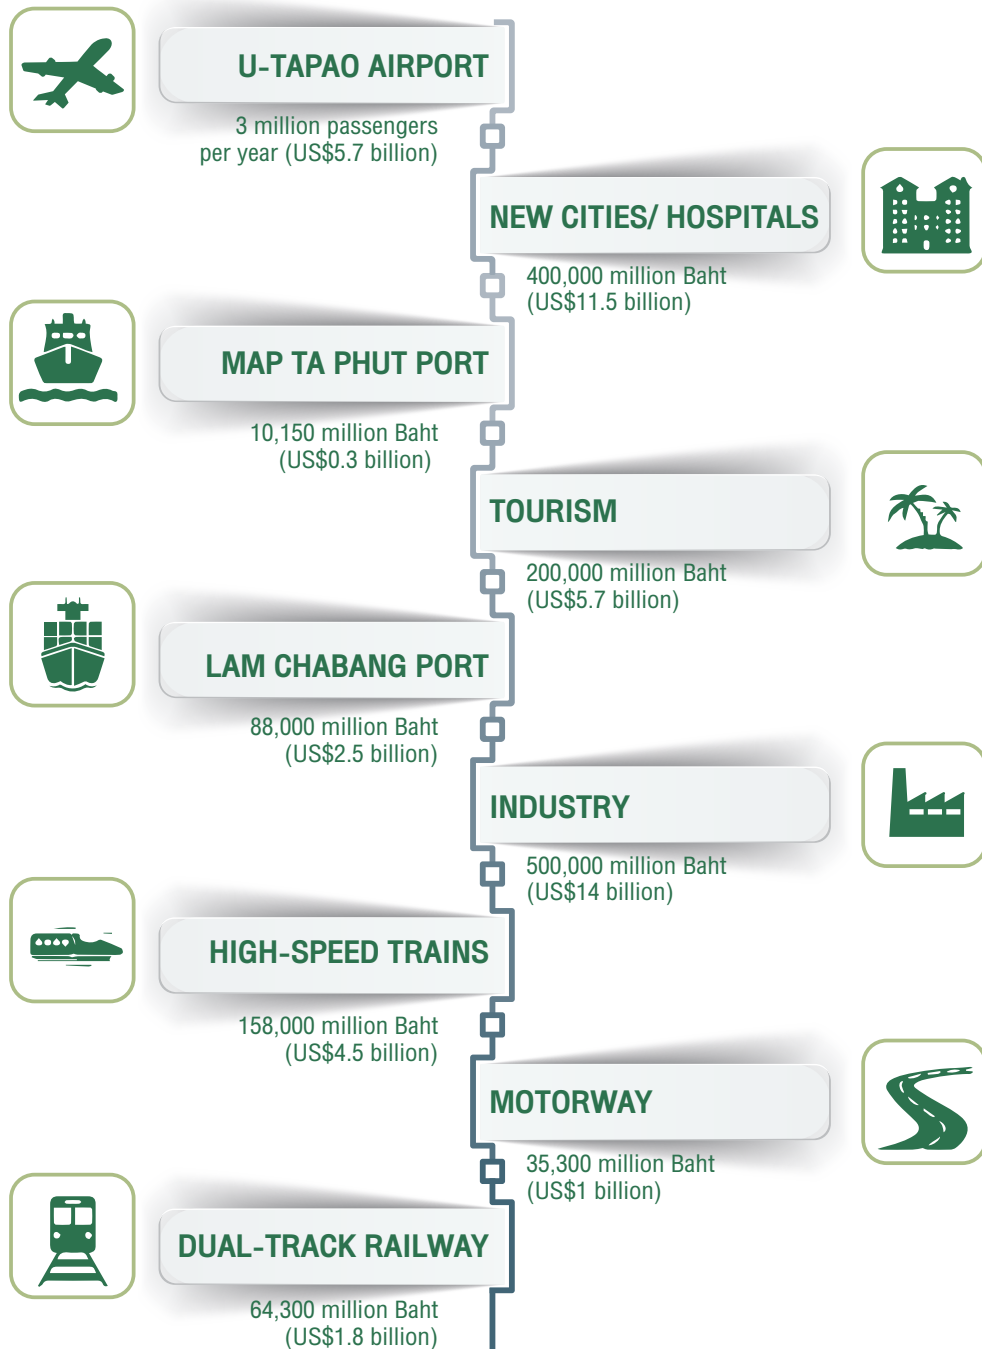 U-TAPAO AIRPORT
3 million passengers
per year (US$5.7 billion)
NEW CITIES/ HOSPITALS
400,000 million Baht
(US$11.5 billion)
MAP TA PHUT PORT
10,150 million Baht
(US$0.3 billion)
TOURISM
200,000 million Baht
(US$5.7 billion)
LAM CHABANG PORT
88,000 million Baht
(US$2.5 billion)
INDUSTRY
500,000 million Baht
(US$14 billion)
HIGH-SPEED TRAINS
158,000 million Baht
(US$4.5 billion)
MOTORWAY
35,300 million Baht
(US$1 billion)
DUAL-TRACK RAILWAY
64,300 million Baht
(US$1.8 billion)